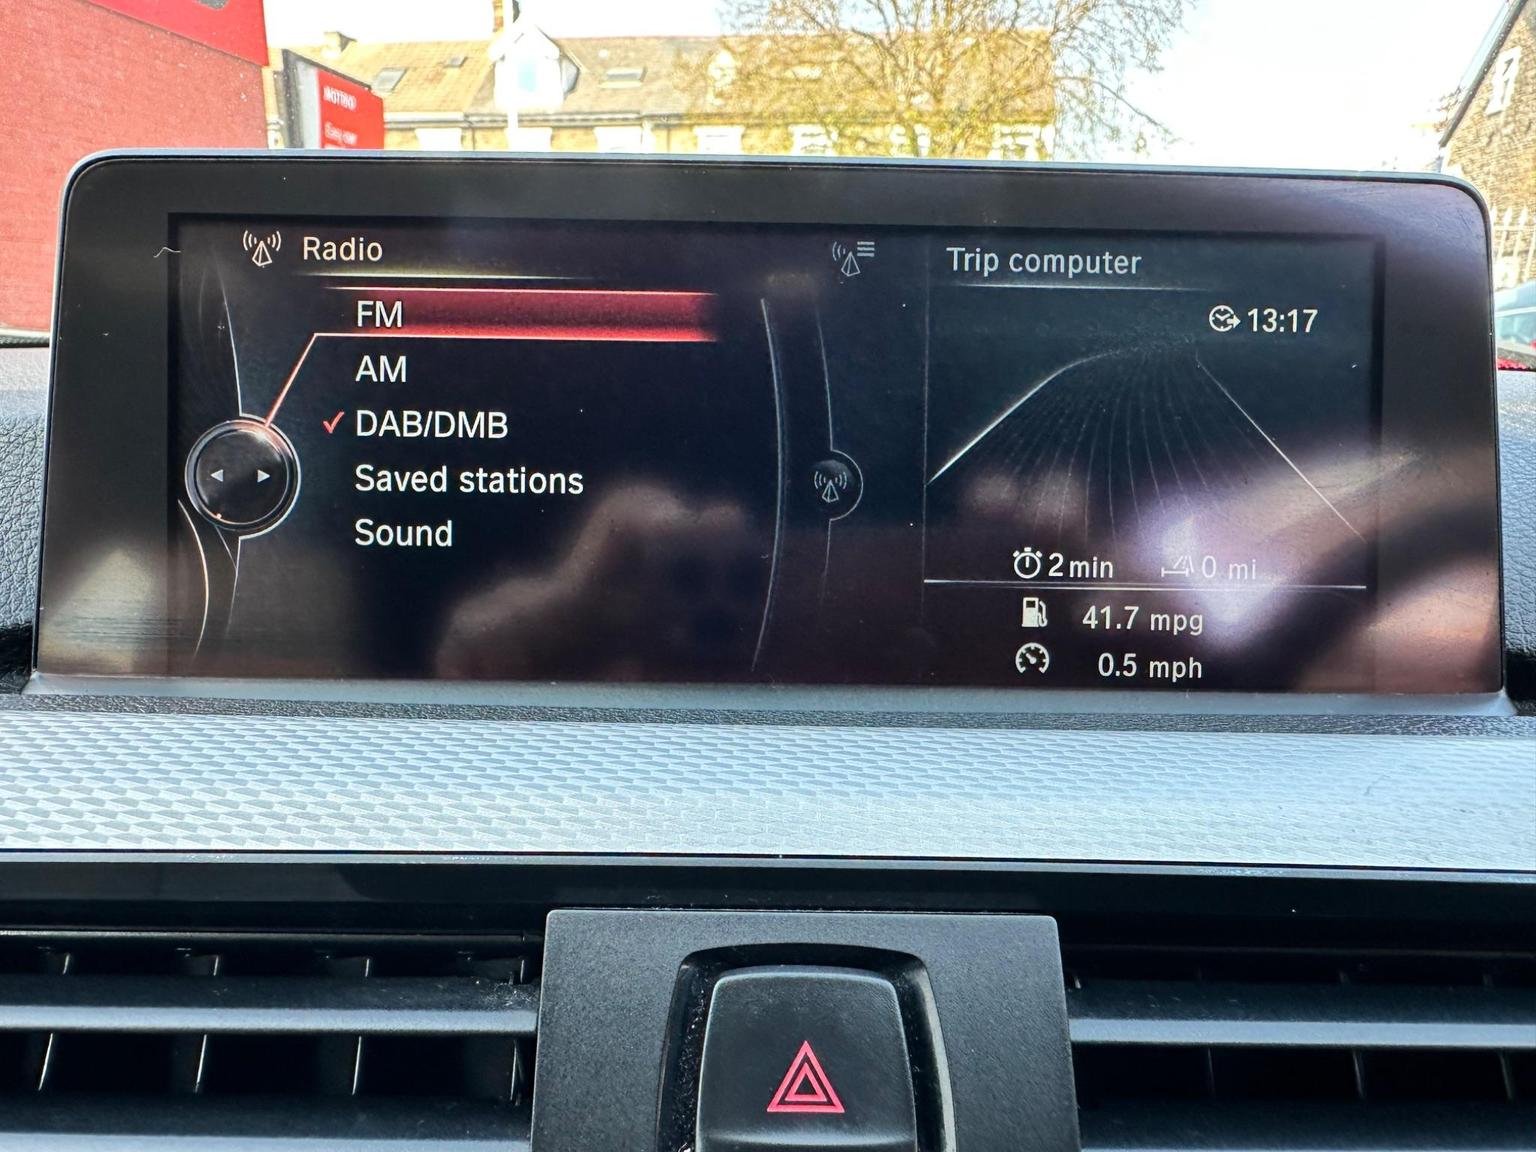 Radio
FM
AM
DAB/DMB
Saved stations
Sound
Trip computer
13:17
2 min 0 mi
41.7 mpg
0.5 mph